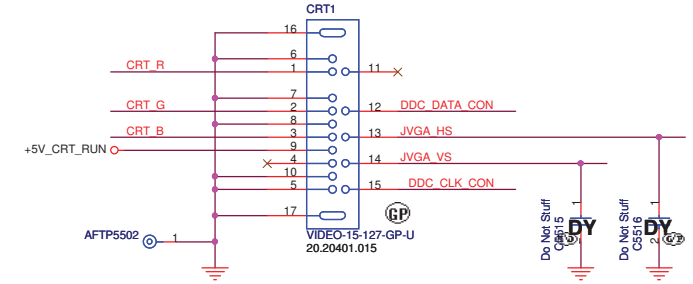 CRT1
16
6
CRT_R 1 11
7
CRT_G 2 12 DDC_DATA_CON
8
CRT_B 3 13 JVGA_HS
+5V_CRT_RUN 9
4 14 JVGA_VS
10
5 15 DDC_CLK_CON
17
GP
AFTP5502 1
VIDEO-15-127-GP-U
20.20401.015
Do Not Stuff
C5515
1
DY
Do Not Stuff
C5516
1
2
DY